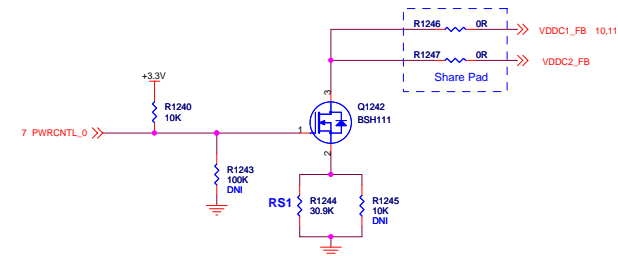 R1246 0R
VDDC1_FB 10,11
R1247 0R
VDDC2_FB
Share Pad
+3.3V
R1240
10K
3
Q1242
BSH111
7 PWRCNTL_0
1
2
R1243
100K
DNI
RS1
R1244
30.9K
R1245
10K
DNI